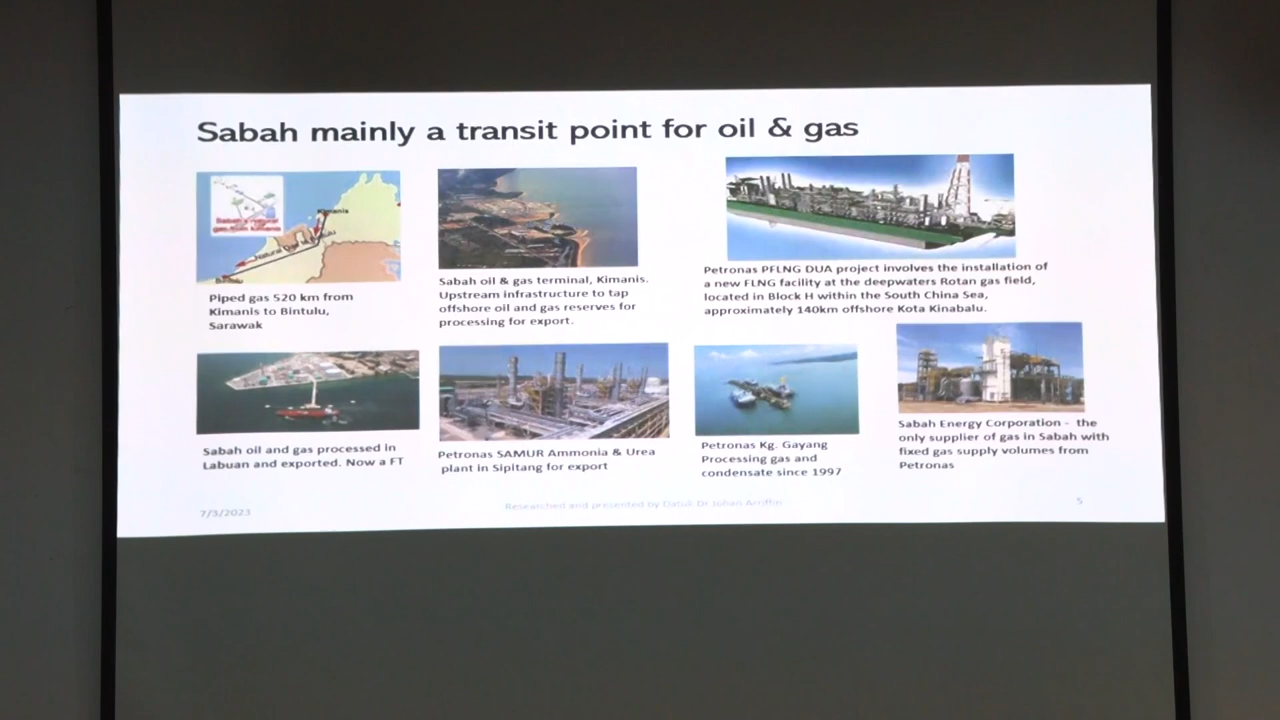 Sabah mainly a transit point for oil & gas
Kimanis
Natural Gas
Piped gas 520 km from
Kimanis to Bintulu,
Sarawak
Sabah oil & gas terminal, Kimanis.
Upstream infrastructure to tap
offshore oil and gas reserves for
processing for export.
Petronas PFLNG DUA project involves the installation of
a new FLNG facility at the deepwaters Rotan gas field,
located in Block H within the South China Sea,
approximately 140km offshore Kota Kinabalu.
Sabah oil and gas processed in
Labuan and exported. Now a FT
Petronas SAMUR Ammonia & Urea
plant in Sipitang for export
Petronas Kg. Gayang
Processing gas and
condensate since 1997
Sabah Energy Corporation - the
only supplier of gas in Sabah with
fixed gas supply volumes from
Petronas
7/3/2023
Researched and presented by Datuk Dr Johan Arriffin
5